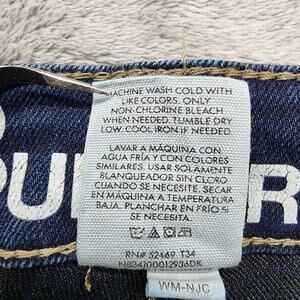 MACHINE WASH COLD WITH
LIKE COLORS. ONLY
NON-CHLORINE BLEACH
WHEN NEEDED. TUMBLE DRY
LOW. COOL IRON IF NEEDED.
LAVAR A MÁQUINA CON
AGUA FRÍA Y CON COLORES
SIMILARES. USAR SOLAMENTE
BLANQUEADOR SIN CLORO
CUANDO SE NECESITE. SECAR
EN MÁQUINA A TEMPERATURA
BAJA. PLANCHAR EN FRÍO SI
SE NECESITA.
RN# 52469 T34
WM-NJC